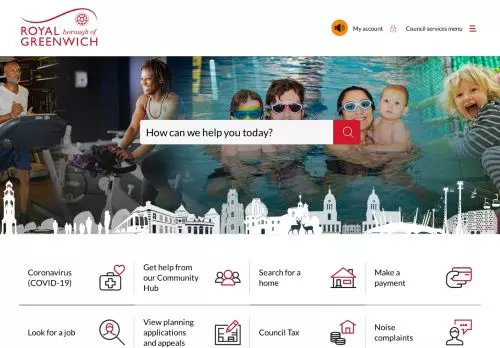 ROYAL borough of
GREENWICH
My account
Council services menu
How can we help you today?
Coronavirus
(COVID-19)
Get help from
our Community
Hub
Search for a
home
Make a
payment
Look for a job
View planning
applications
and appeals
Council Tax
Noise
complaints